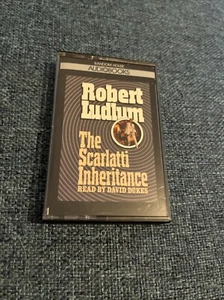 RANDOM HOUSE
AUDIOBOOKS
Robert
Ludlum
The
Scarlatti
Inheritance
READ BY DAVID DUKES